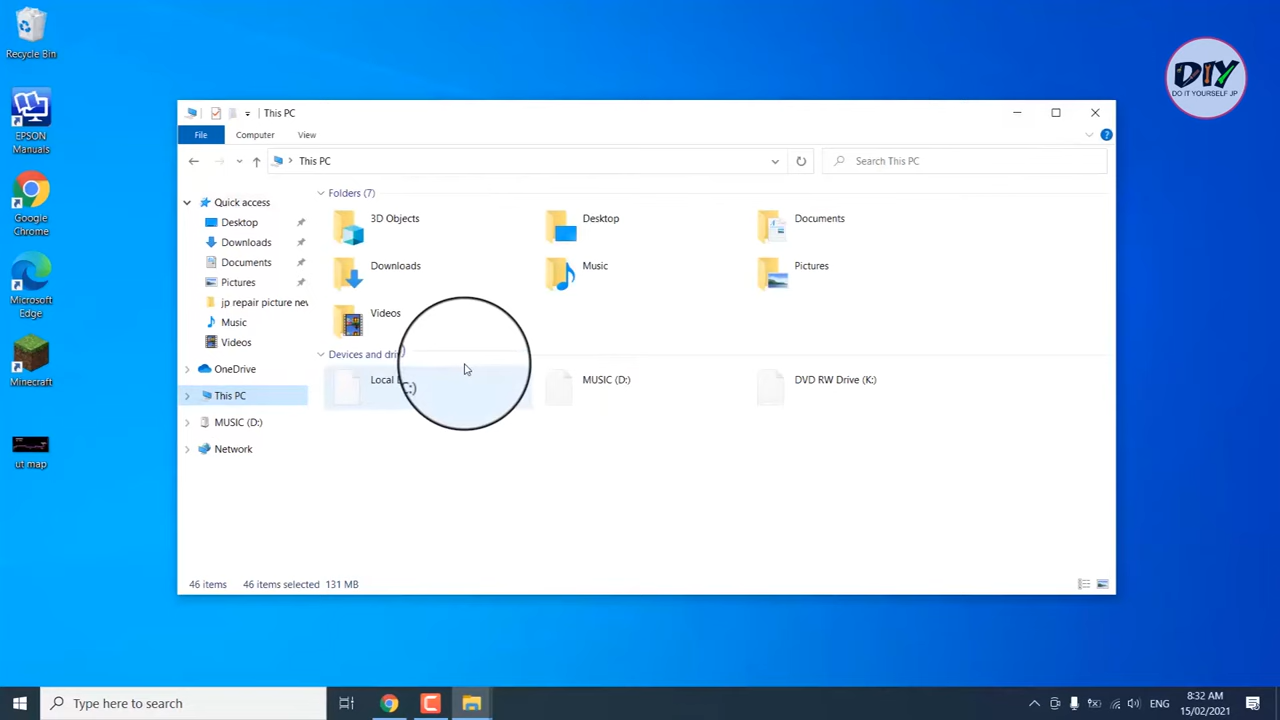 Recycle Bin
EPSON
Manuals
Google
Chrome
Microsoft
Edge
Minecraft
ut map
DIY
DO IT YOURSELF JP
This PC
File
Computer
View
This PC
Search This PC
Quick access
Desktop
Downloads
Documents
Pictures
jp repair picture new
Music
Videos
OneDrive
This PC
MUSIC (D:)
Network
Folders (7)
3D Objects
Desktop
Documents
Downloads
Music
Pictures
Videos
Devices and
Local
MUSIC (D:)
DVD RW Drive (K:)
46 items
46 items selected
131 MB
Type here to search
ENG
8:32 AM
15/02/2021